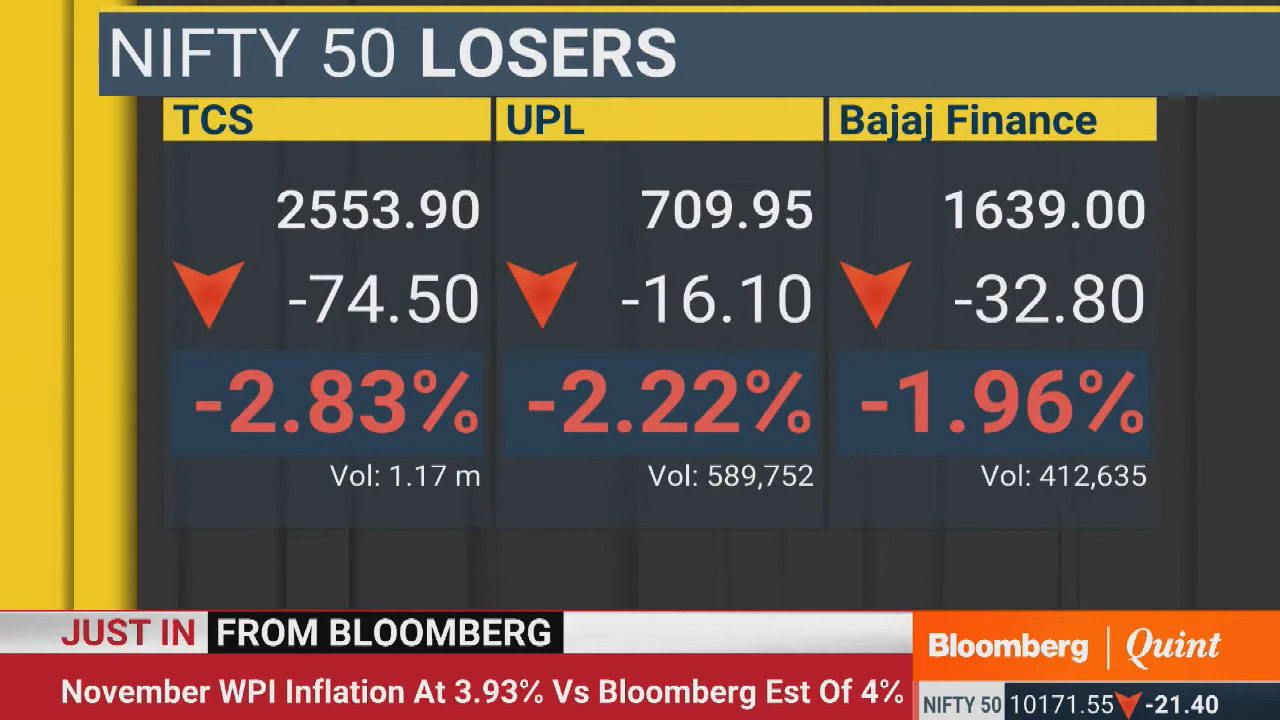 NIFTY 50 LOSERS
TCS
2553.90
-74.50
-2.83%
Vol: 1.17 m
UPL
709.95
-16.10
-2.22%
Vol: 589,752
Bajaj Finance
1639.00
-32.80
-1.96%
Vol: 412,635
JUST IN FROM BLOOMBERG
November WPI Inflation At 3.93% Vs Bloomberg Est Of 4%
Bloomberg | Quint
NIFTY 50 10171.55 -21.40